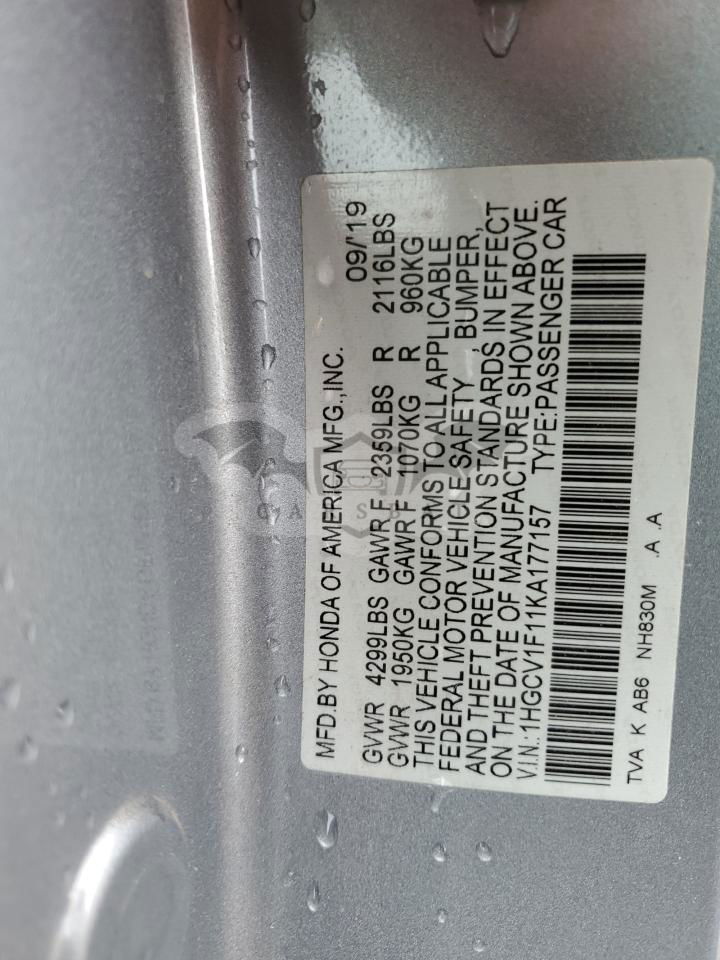 MFD.BY HONDA OF AMERICA MFG.,INC. 09/'19
GVWR 4299LBS GAWR F 2359LBS R 2116LBS
GVWR 1950KG GAWR F 1070KG R 960KG
THIS VEHICLE CONFORMS TO ALL APPLICABLE
FEDERAL MOTOR VEHICLE SAFETY , BUMPER,
AND THEFT PREVENTION STANDARDS IN EFFECT
ON THE DATE OF MANUFACTURE SHOWN ABOVE.
V.I.N.:1HGCV1F11KA177157 TYPE:PASSENGER CAR
TVA K AB6 NH830M .A .A